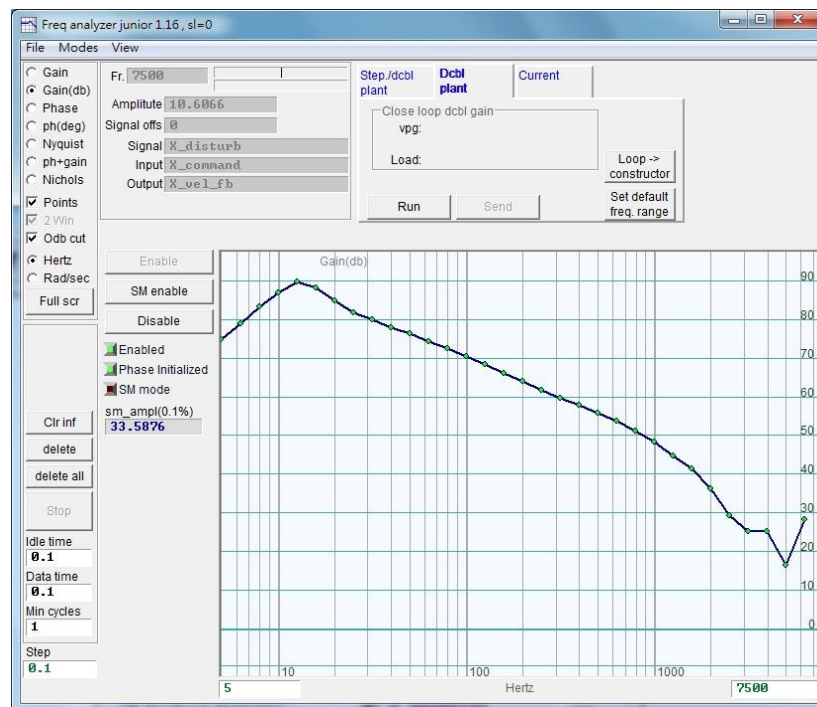 Freq analyzer junior 1.16 , sl=0
File Modes View
Gain
Gain(db)
Phase
ph(deg)
Nyquist
ph+gain
Nichols
Points
2 Win
Odb cut
Hertz
Rad/sec
Full scr
Clr inf
delete
delete all
Stop
Idle time
0.1
Data time
0.1
Min cycles
1
Step
0.1
Fr. 7500
Amplitute 10.6066
Signal offs 0
Signal X_disturb
Input X_command
Output X_vel_fb
Step./dcbl plant
Dcbl plant
Current
Close loop dcbl gain
vpg:
Load:
Loop -> constructor
Run
Send
Set default freq. range
Enable
SM enable
Disable
Enabled
Phase Initialized
SM mode
sm_ampl(0.1%)
33.5876
Gain(db)
90
80
70
60
50
40
30
20
10
0
10
100
1000
5
Hertz
7500